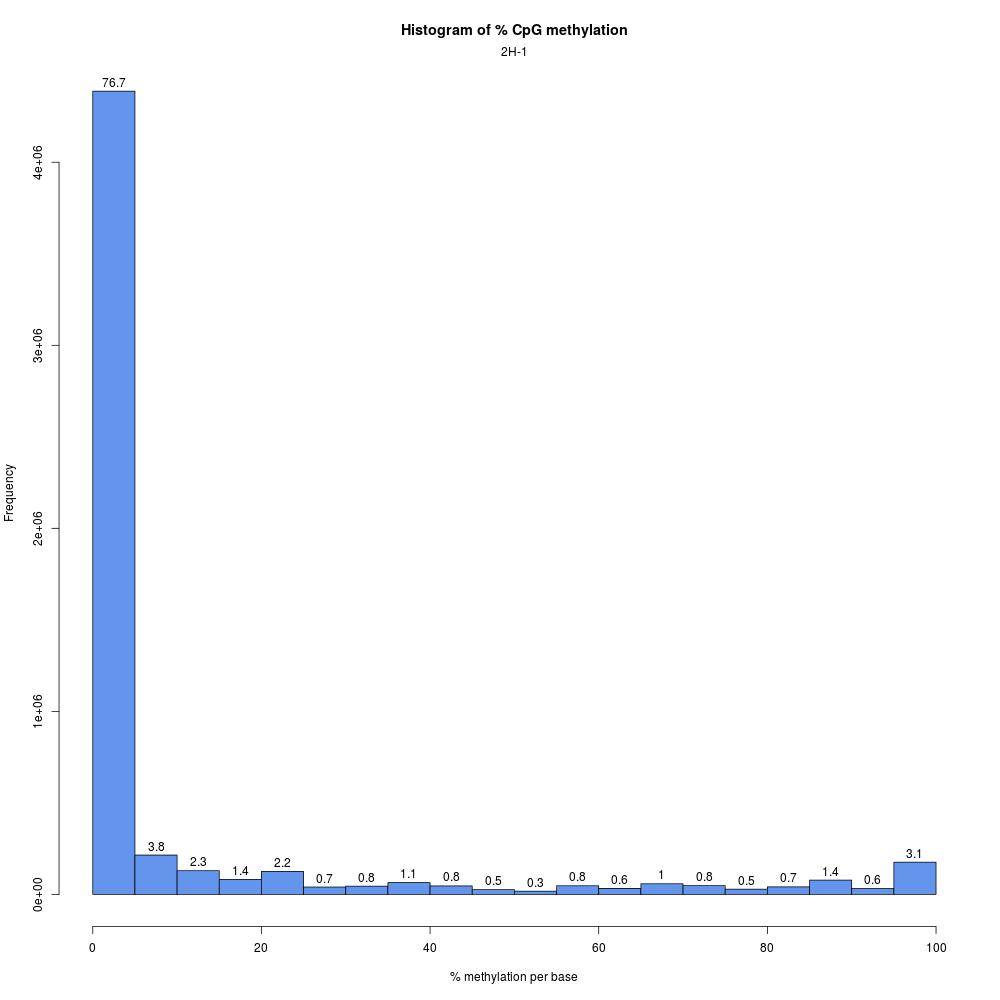 Histogram of % CpG methylation
2H-1
76.7
3.8
2.3
1.4
2.2
0.7
0.8
1.1
0.8
0.5
0.3
0.8
0.6
1
0.8
0.5
0.7
1.4
0.6
3.1
4e+06
3e+06
2e+06
1e+06
0e+00
Frequency
0 20 40 60 80 100
% methylation per base